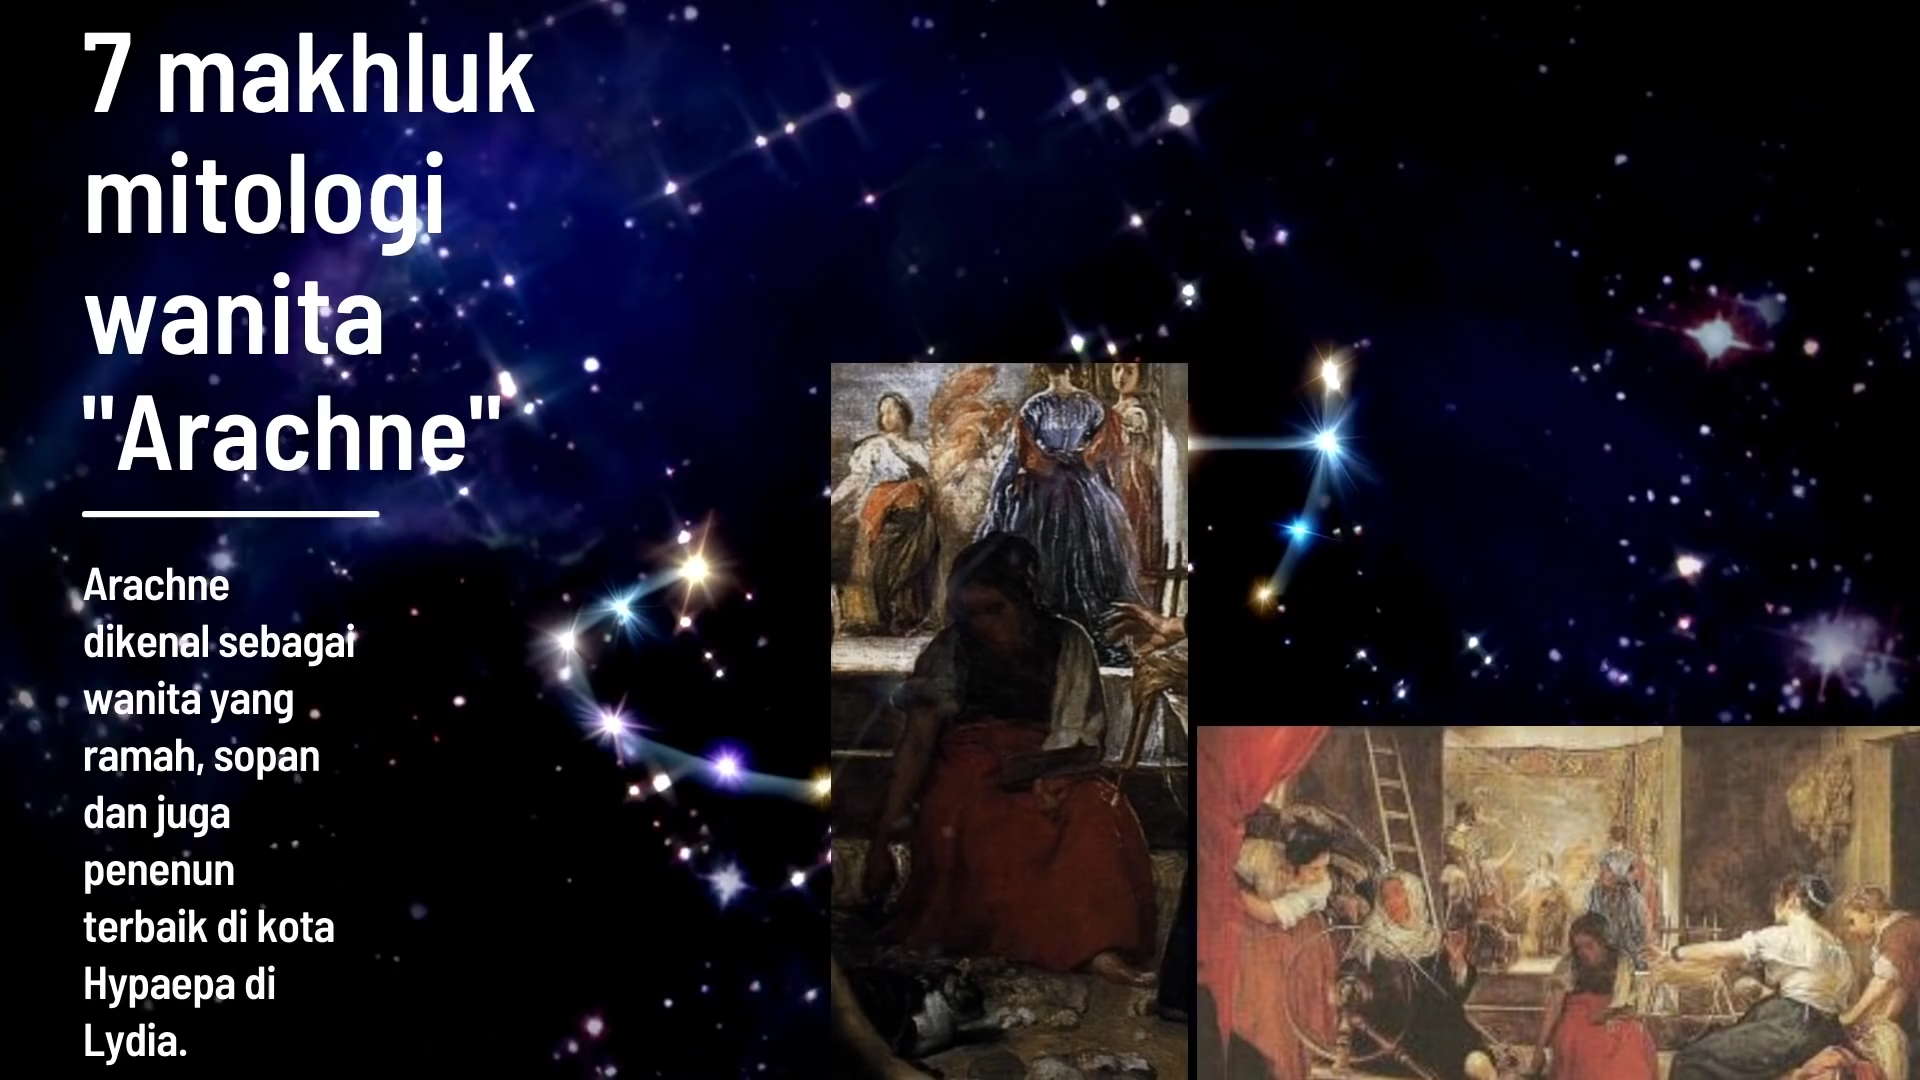 7 makhluk
mitologi
wanita
"Arachne"
Arachne
dikenal sebagai
wanita yang
ramah, sopan
dan juga
penenun
terbaik di kota
Hypaepa di
Lydia.